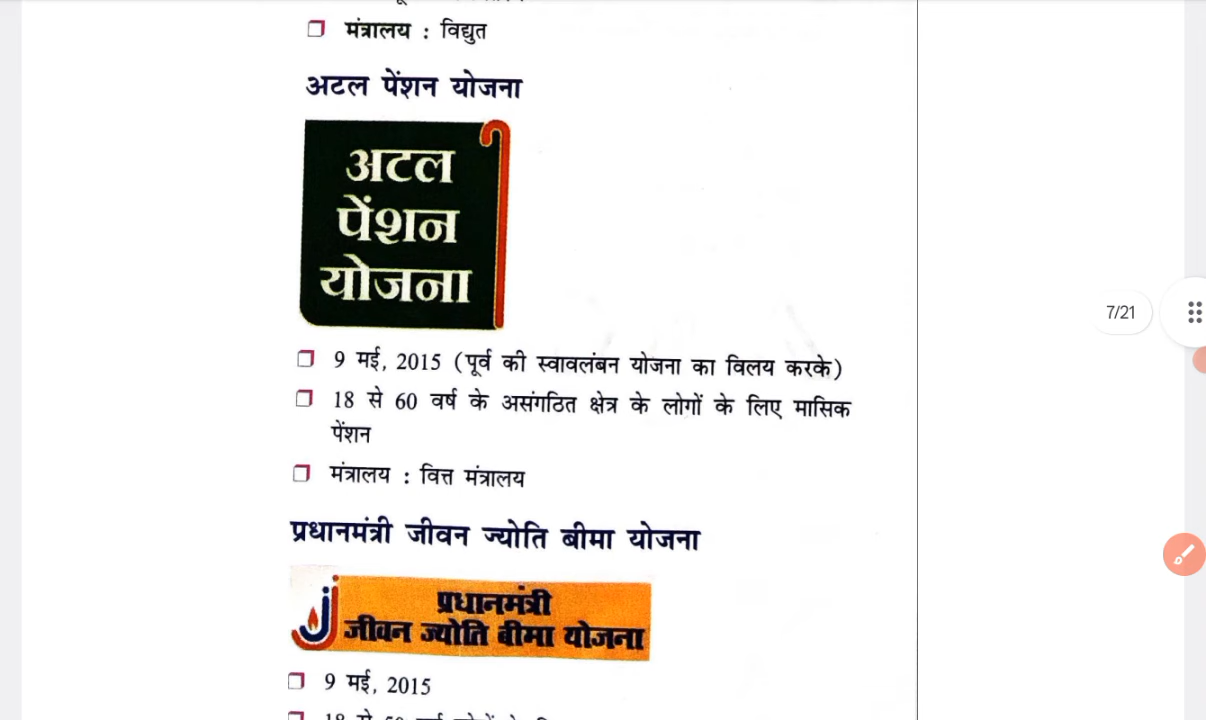 मंत्रालय : विद्युत
अटल पेंशन योजना
अटल
पेंशन
योजना
9 मई, 2015 (पूर्व की स्वावलंबन योजना का विलय करके)
18 से 60 वर्ष के असंगठित क्षेत्र के लोगों के लिए मासिक
पेंशन
मंत्रालय : वित्त मंत्रालय
7/21
प्रधानमंत्री जीवन ज्योति बीमा योजना
प्रधानमंत्री
जीवन ज्योति बीमा योजना
9 मई, 2015